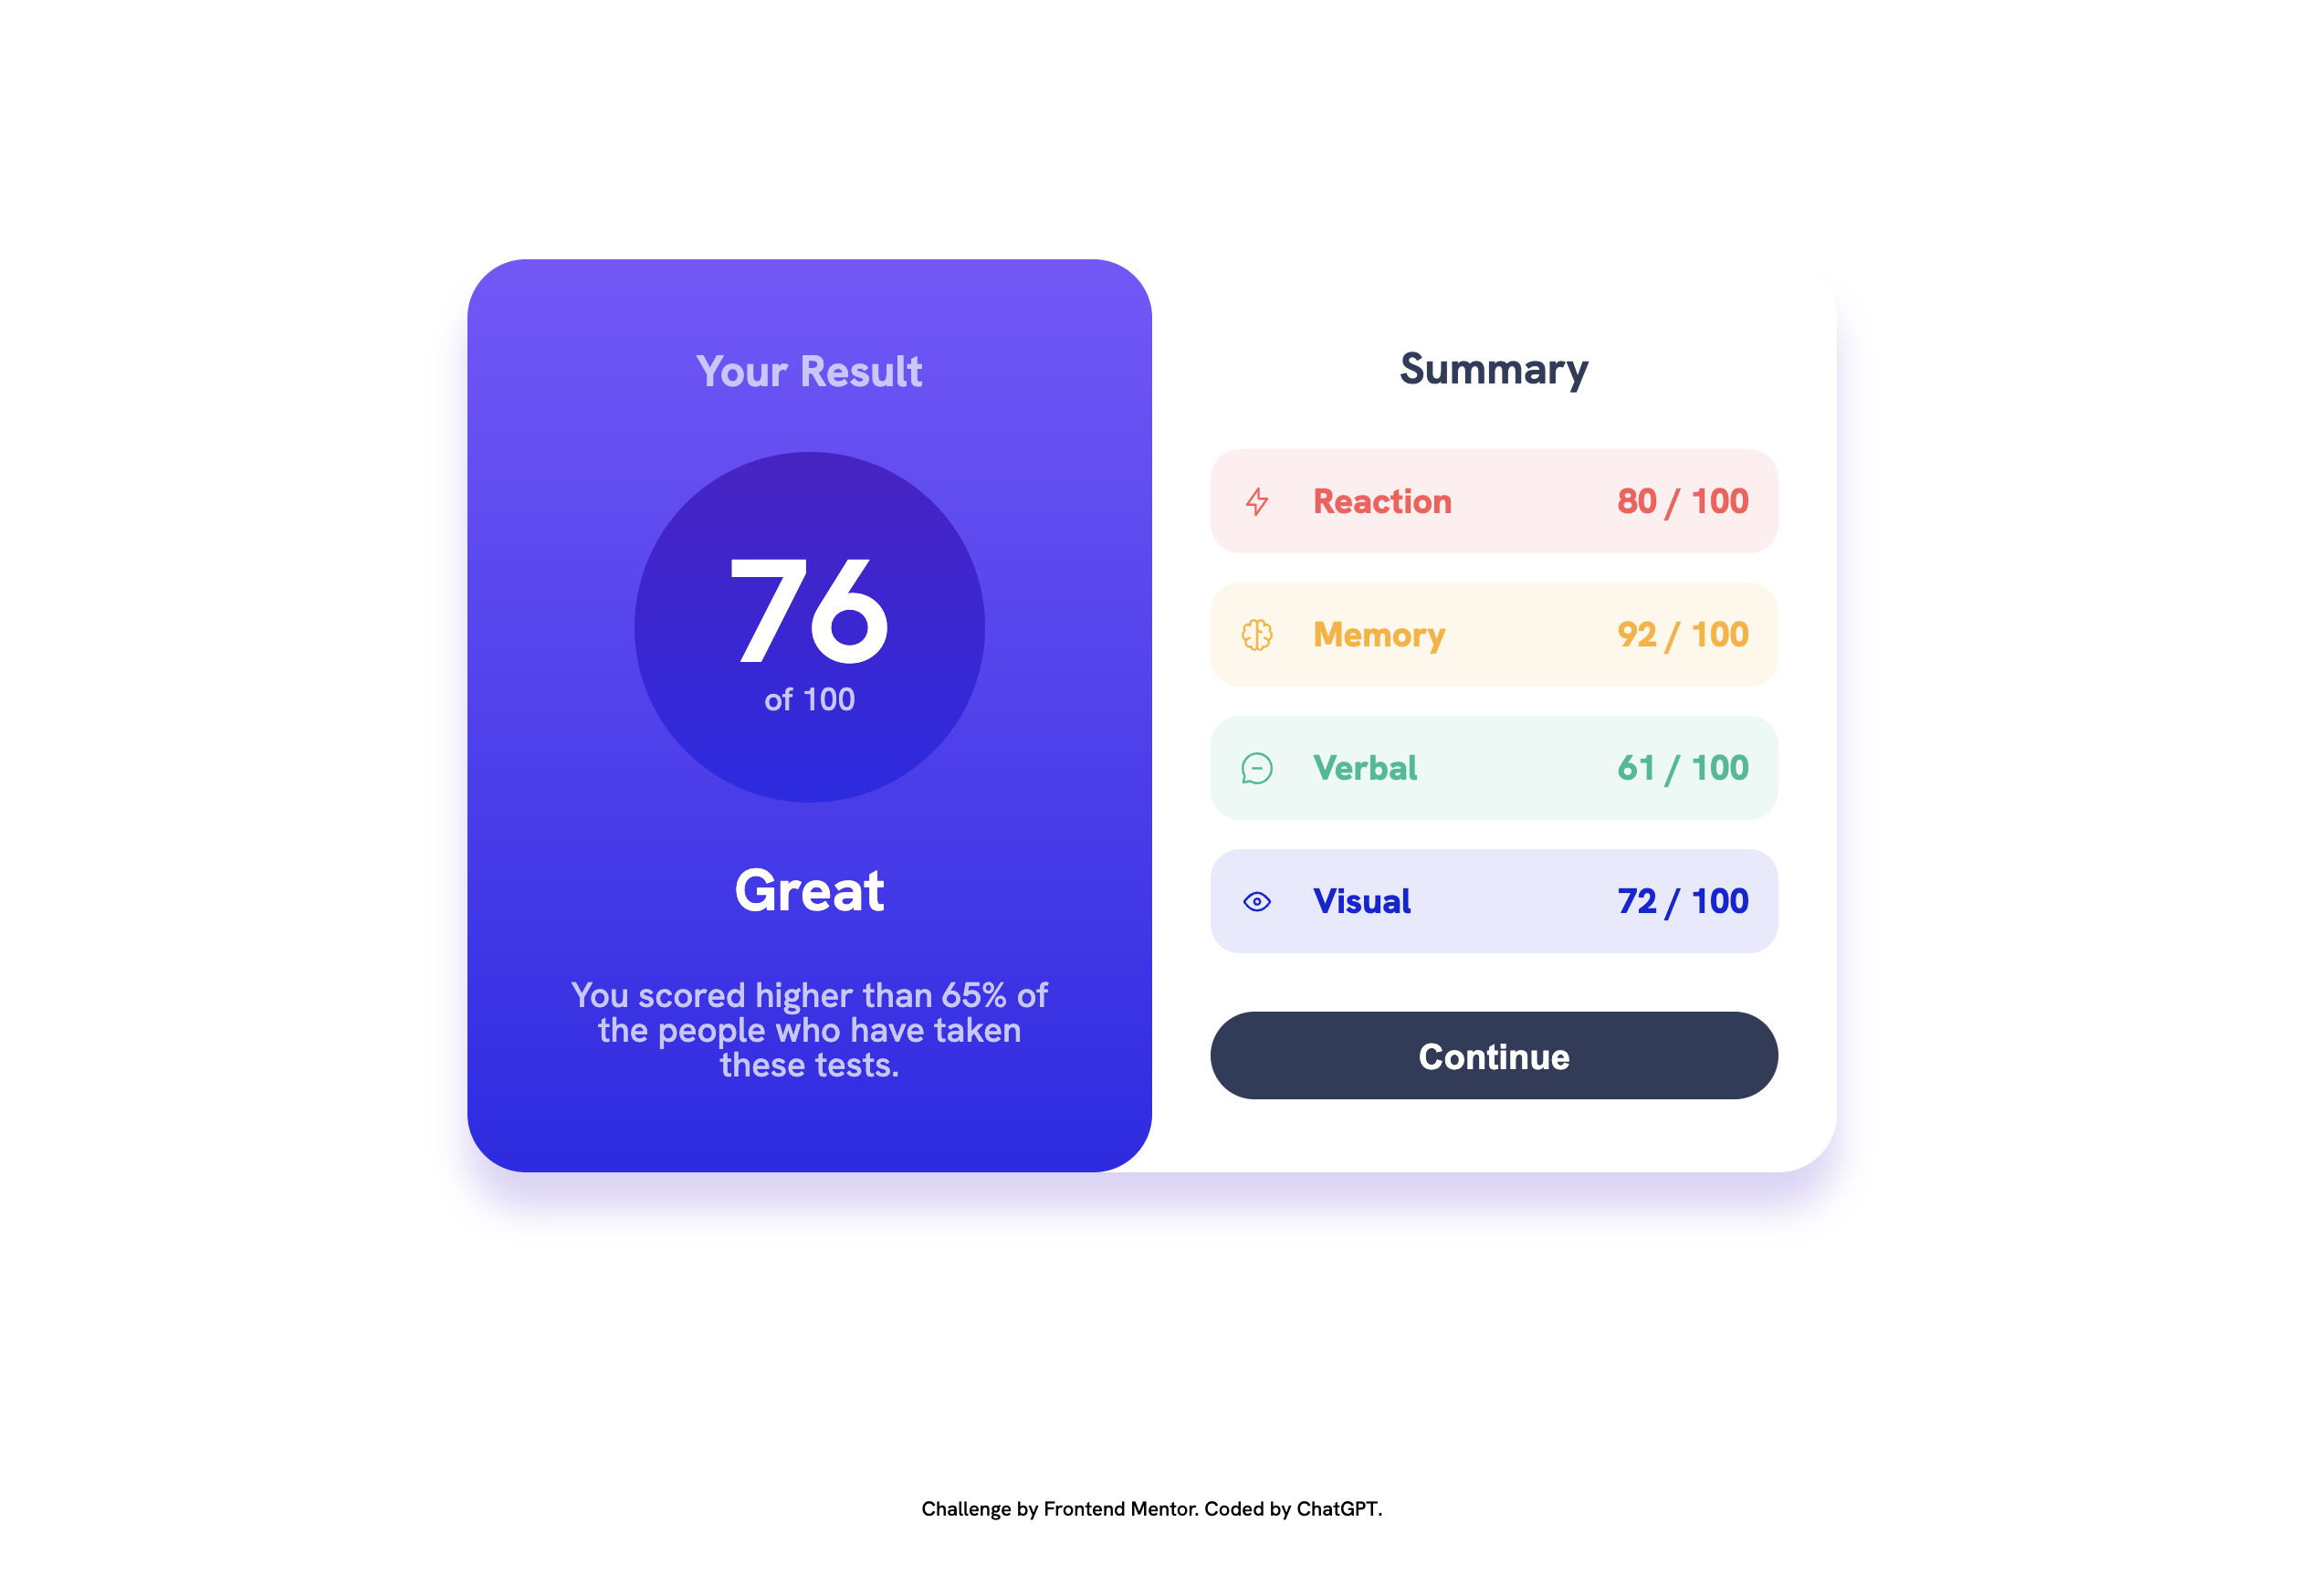 Your Result
76
of 100
Great
You scored higher than 65% of
the people who have taken
these tests.
Summary
Reaction 80 / 100
Memory 92 / 100
Verbal 61 / 100
Visual 72 / 100
Continue
Challenge by Frontend Mentor. Coded by ChatGPT.